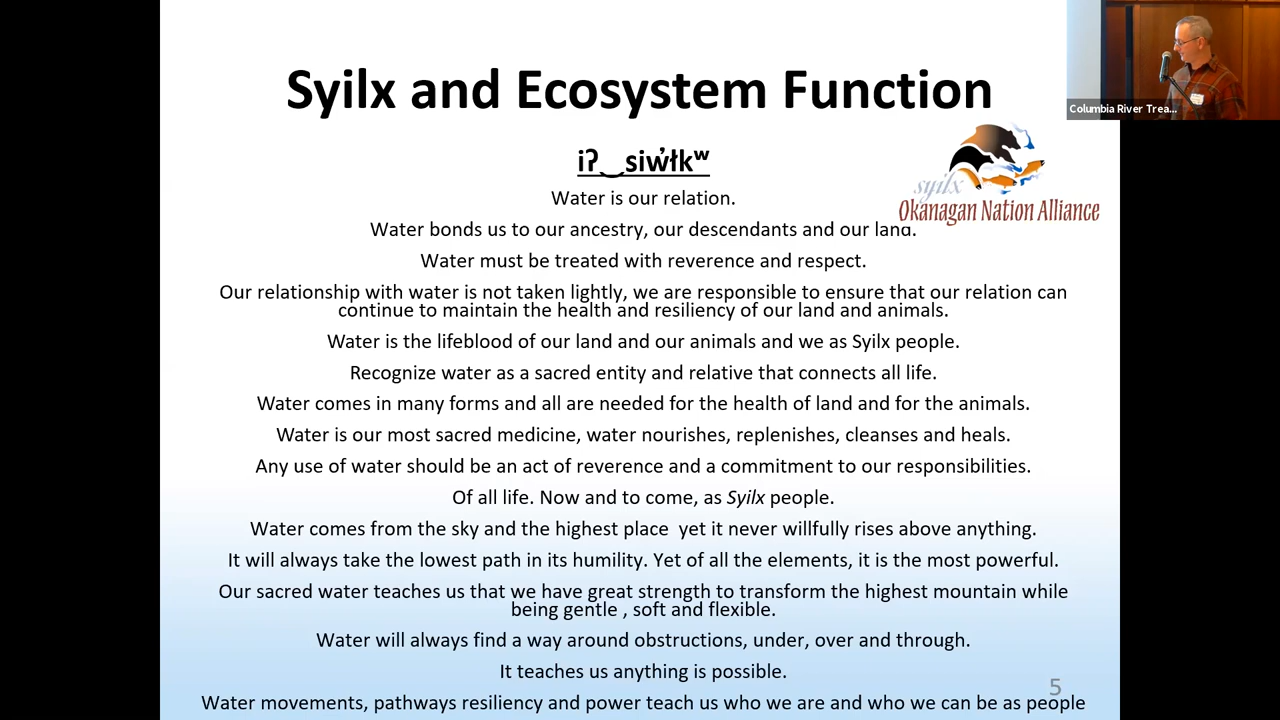 Syilx and Ecosystem Function
Columbia River Trea...
iʔ‿siw̓łkʷ
syilx
Okanagan Nation Alliance
Water is our relation.
Water bonds us to our ancestry, our descendants and our land.
Water must be treated with reverence and respect.
Our relationship with water is not taken lightly, we are responsible to ensure that our relation can
continue to maintain the health and resiliency of our land and animals.
Water is the lifeblood of our land and our animals and we as Syilx people.
Recognize water as a sacred entity and relative that connects all life.
Water comes in many forms and all are needed for the health of land and for the animals.
Water is our most sacred medicine, water nourishes, replenishes, cleanses and heals.
Any use of water should be an act of reverence and a commitment to our responsibilities.
Of all life. Now and to come, as Syilx people.
Water comes from the sky and the highest place  yet it never willfully rises above anything.
It will always take the lowest path in its humility. Yet of all the elements, it is the most powerful.
Our sacred water teaches us that we have great strength to transform the highest mountain while
being gentle , soft and flexible.
Water will always find a way around obstructions, under, over and through.
It teaches us anything is possible.
Water movements, pathways resiliency and power teach us who we are and who we can be as people
5